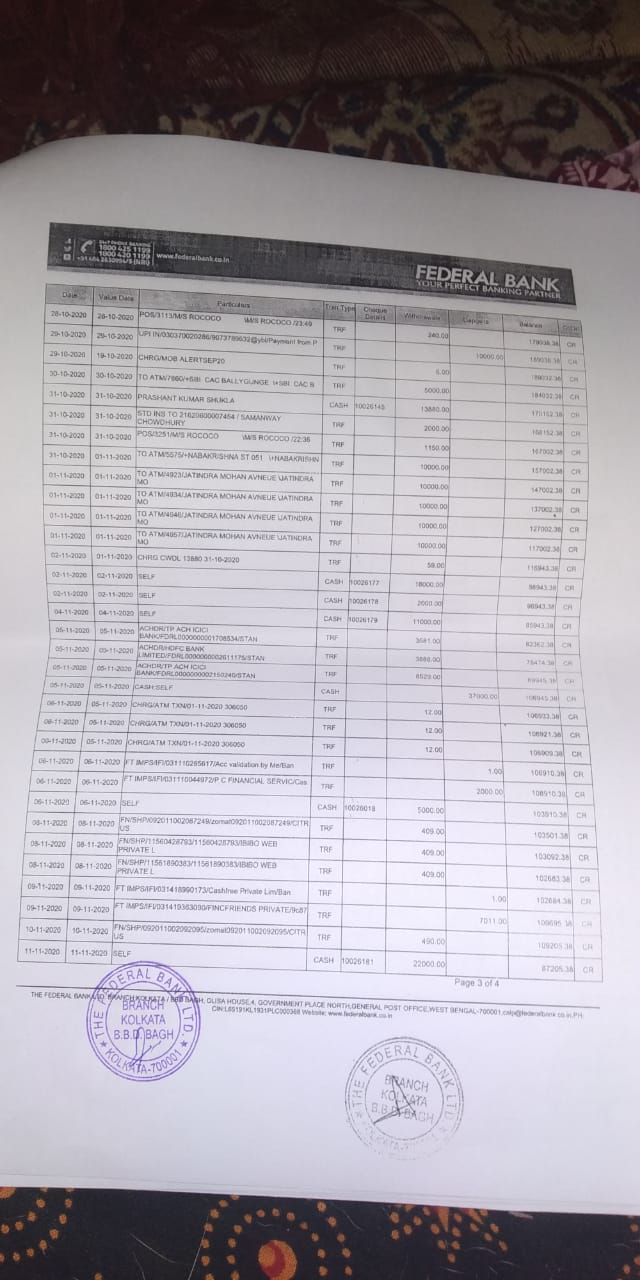 24x7 PHONE BANKING
1800 425 1199
1800 420 1199
www.federalbank.co.in
FEDERAL BANK
YOUR PERFECT BANKING PARTNER
Date Value Date Particulars Tran Type Cheque Details Withdrawals Deposits Balance
28-10-2020 28-10-2020 POS/3113/M/S ROCOCO \M/S ROCOCO /23:49 TRF 240.00 179038.38 CR
29-10-2020 29-10-2020 UPI IN/030370020286/9073789632@ybl/Payment from P TRF 10000.00 189038.38 CR
29-10-2020 19-10-2020 CHRG/MOB ALERTSEP20 TRF 6.00 189032.38 CR
30-10-2020 30-10-2020 TO ATM/7860/+SBI CAC BALLYGUNGE \+SBI CAC B TRF 5000.00 184032.38 CR
31-10-2020 31-10-2020 PRASHANT KUMAR SHUKLA CASH 10026145 13880.00 170152.38 CR
31-10-2020 31-10-2020 STD INS TO 21620600007454 / SAMANWAY
CHOWDHURY TRF 2000.00 168152.38 CR
31-10-2020 31-10-2020 POS/3251/M/S ROCOCO \M/S ROCOCO /22:36 TRF 1150.00 167002.38 CR
31-10-2020 01-11-2020 TO ATM/5575/+NABAKRISHNA ST 051 \+NABAKRISHN TRF 10000.00 157002.38 CR
01-11-2020 01-11-2020 TO ATM/4923/JATINDRA MOHAN AVNEUE \JATINDRA
MO TRF 10000.00 147002.38 CR
01-11-2020 01-11-2020 TO ATM/4934/JATINDRA MOHAN AVNEUE \JATINDRA
MO TRF 10000.00 137002.38 CR
01-11-2020 01-11-2020 TO ATM/4946/JATINDRA MOHAN AVNEUE \JATINDRA
MO TRF 10000.00 127002.38 CR
01-11-2020 01-11-2020 TO ATM/4957/JATINDRA MOHAN AVNEUE \JATINDRA
MO TRF 10000.00 117002.38 CR
02-11-2020 01-11-2020 CHRG CWDL 13880 31-10-2020 TRF 59.00 116943.38 CR
02-11-2020 02-11-2020 SELF CASH 10026177 18000.00 98943.38 CR
02-11-2020 02-11-2020 SELF CASH 10026178 2000.00 96943.38 CR
04-11-2020 04-11-2020 SELF CASH 10026179 11000.00 85943.38 CR
05-11-2020 05-11-2020 ACHDR/TP ACH ICICI
BANK/FDRL0000000001708534/STAN TRF 3581.00 82362.38 CR
05-11-2020 05-11-2020 ACHDR/HDFC BANK
LIMITED/FDRL0000000002611175/STAN TRF 3888.00 78474.38 CR
05-11-2020 05-11-2020 ACHDR/TP ACH ICICI
BANK/FDRL0000000002150240/STAN TRF 8529.00 69945.38 CR
05-11-2020 05-11-2020 CASH:SELF CASH 37000.00 106945.38 CR
06-11-2020 05-11-2020 CHRG/ATM TXN/01-11-2020 306050 TRF 12.00 106933.38 CR
06-11-2020 05-11-2020 CHRG/ATM TXN/01-11-2020 306050 TRF 12.00 106921.38 CR
06-11-2020 05-11-2020 CHRG/ATM TXN/01-11-2020 306050 TRF 12.00 106909.38 CR
06-11-2020 06-11-2020 FT IMPS/IFI/031110255617/Acc validation by Me/Ban TRF 1.00 106910.38 CR
06-11-2020 06-11-2020 FT IMPS/IFI/031110044972/P C FINANCIAL SERVIC/Cas TRF 2000.00 108910.38 CR
06-11-2020 06-11-2020 SELF CASH 10026018 5000.00 103910.38 CR
08-11-2020 08-11-2020 FN/SHP/092011002087249/zomat092011002087249/CITR
US TRF 409.00 103501.38 CR
08-11-2020 08-11-2020 FN/SHP/11560428793/11560428793/IBIBO WEB
PRIVATE L TRF 409.00 103092.38 CR
08-11-2020 08-11-2020 FN/SHP/11561890383/11561890383/IBIBO WEB
PRIVATE L TRF 409.00 102683.38 CR
09-11-2020 09-11-2020 FT IMPS/IFI/031418990173/Cashfree Private Lim/Ban TRF 1.00 102684.38 CR
09-11-2020 09-11-2020 FT IMPS/IFI/031419363090/FINCFRIENDS PRIVATE/9c87 TRF 7011.00 109695.38 CR
10-11-2020 10-11-2020 FN/SHP/092011002092095/zomat092011002092095/CITR
US TRF 490.00 109205.38 CR
11-11-2020 11-11-2020 SELF CASH 10026181 22000.00 87205.38 CR
Page 3 of 4
THE FEDERAL BANK LTD, BRANCH KOLKATA / BBD BAGH, HOUSE,4, GOVERNMENT PLACE NORTH,GENERAL POST OFFICE,WEST BENGAL-700001,calp@federalbank.co.in,PH:
CIN:L65191KL1931PLC000368 Website: www.federalbank.co.in
THE FEDERAL BANK LTD.
BRANCH
KOLKATA
B.B.D. BAGH
KOLKATA-700001
THE FEDERAL BANK LTD
BRANCH
KOLKATA
B.B.D. BAGH